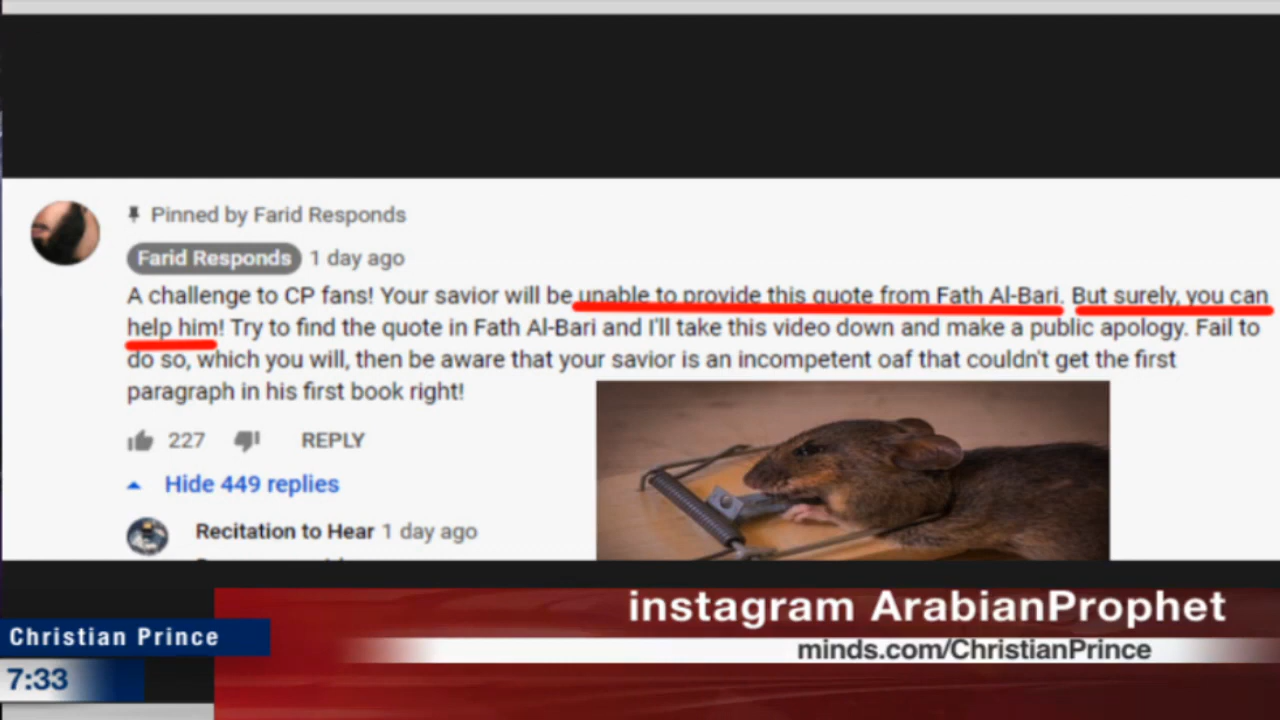 Pinned by Farid Responds
Farid Responds 1 day ago
A challenge to CP fans! Your savior will be unable to provide this quote from Fath Al-Bari. But surely, you can
help him! Try to find the quote in Fath Al-Bari and I'll take this video down and make a public apology. Fail to
do so, which you will, then be aware that your savior is an incompetent oaf that couldn't get the first
paragraph in his first book right!
227 REPLY
Hide 449 replies
Recitation to Hear 1 day ago
instagram ArabianProphet
Christian Prince
minds.com/ChristianPrince
7:33